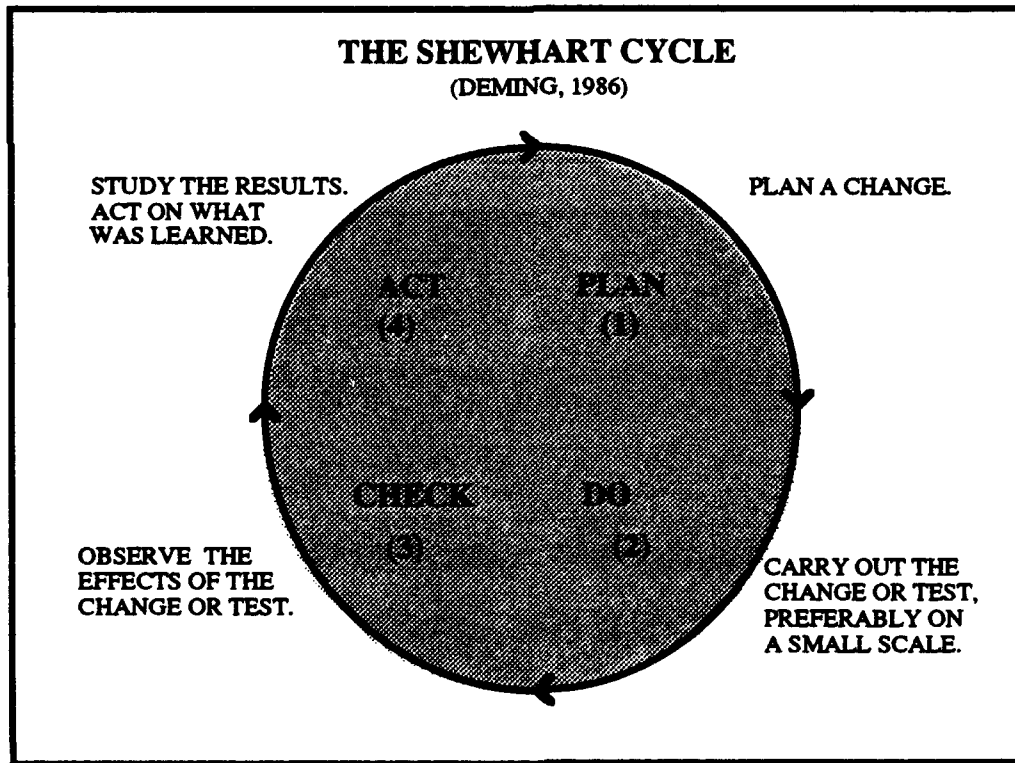 THE SHEWHART CYCLE
(DEMING, 1986)
STUDY THE RESULTS.
ACT ON WHAT
WAS LEARNED.
PLAN A CHANGE.
ACT
(4)
PLAN
(1)
CHECK
(3)
DO
(2)
OBSERVE THE
EFFECTS OF THE
CHANGE OR TEST.
CARRY OUT THE
CHANGE OR TEST,
PREFERABLY ON
A SMALL SCALE.